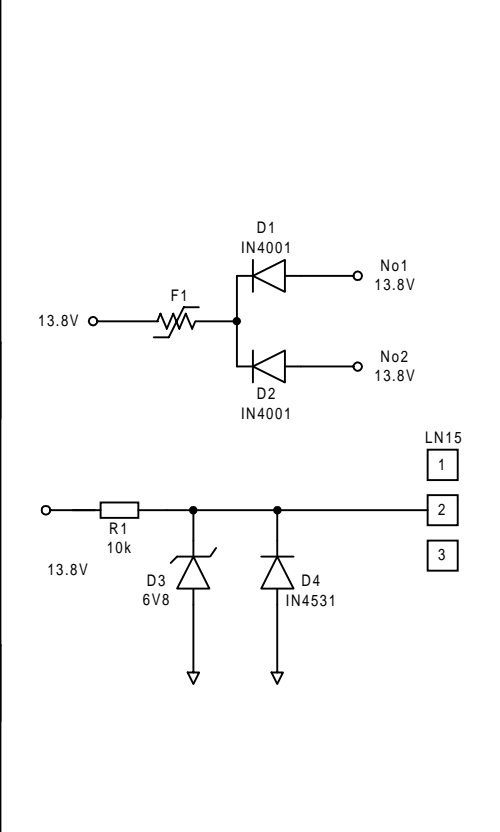 D1
IN4001
No1
13.8V
F1
13.8V
No2
13.8V
D2
IN4001
LN15
1
2
R1
10k
3
13.8V
D3
6V8
D4
IN4531